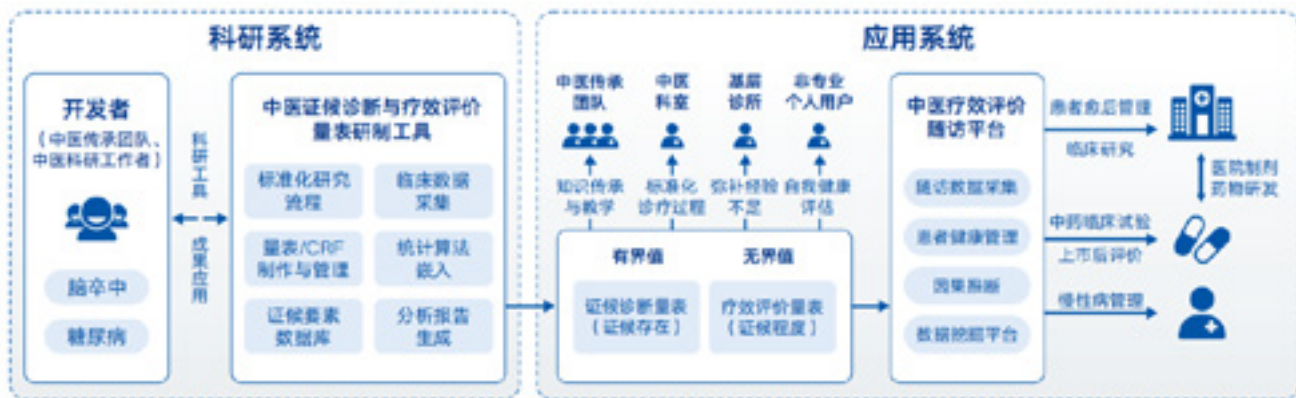 科研系统
开发者
（中医传承团队、
中医科研工作者）
脑卒中
糖尿病
科研工具
成果应用
中医证候诊断与疗效评价
量表研制工具
标准化研究
流程
临床数据
采集
量表/CRF
制作与管理
统计算法
嵌入
证候要素
数据库
分析报告
生成
应用系统
中医传承
团队
中医
科室
基层
诊所
非专业
个人用户
知识传承
与教学
标准化
诊疗过程
弥补经验
不足
自我健康
评估
有界值
无界值
证候诊断量表
（证候存在）
疗效评价量表
（证候程度）
中医疗效评价
随访平台
随访数据采集
患者健康管理
因果推断
数据挖掘平台
患者愈后管理
临床研究
医院制剂
药物研发
中药临床试验
上市后评价
慢性病管理